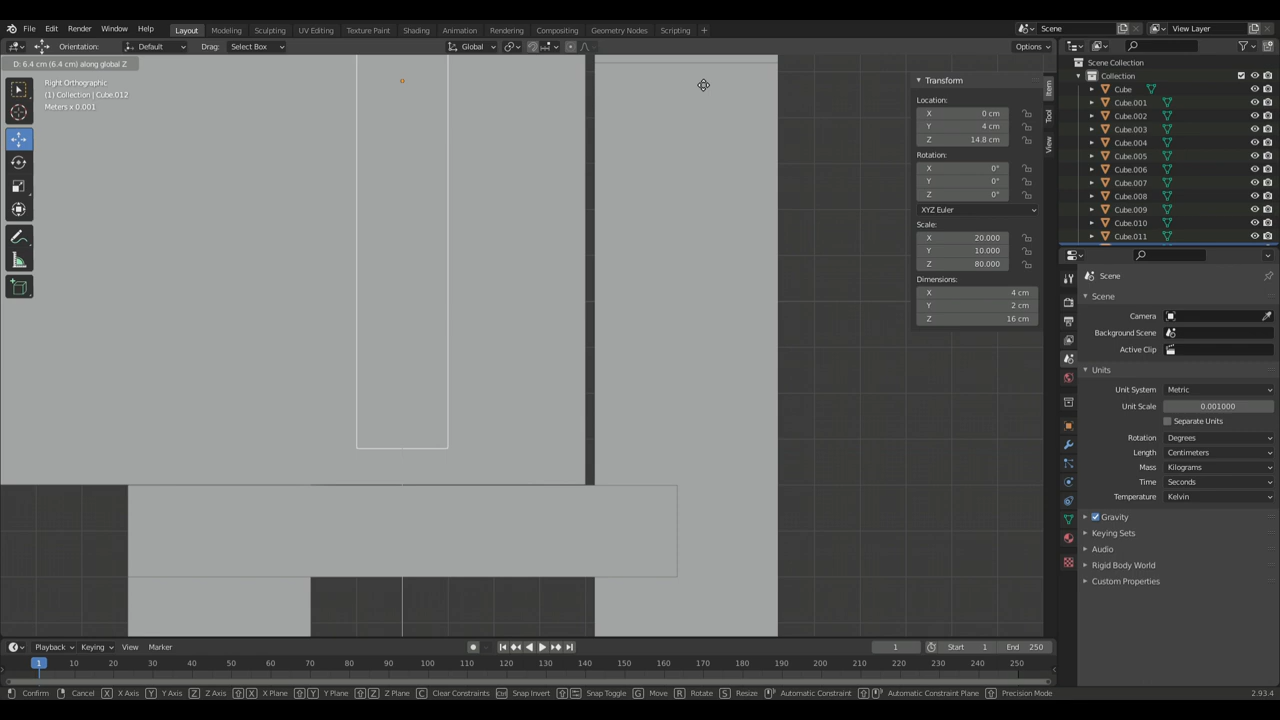 File Edit Render Window Help Layout Modeling Sculpting UV Editing Texture Paint Shading Animation Rendering Compositing Geometry Nodes Scripting Scene View Layer
Orientation: Default Drag: Select Box Global Options
D: 6.4 cm (6.4 cm) along global Z
Right Orthographic
(1) Collection | Cube.012
Meters x 0.001
Transform
Location:
X 0 cm
Y 4 cm
Z 14.8 cm
Rotation:
X 0°
Y 0°
Z 0°
XYZ Euler
Scale:
X 20.000
Y 10.000
Z 80.000
Dimensions:
X 4 cm
Y 2 cm
Z 16 cm
Item
Tool
View
Scene Collection
Collection
Cube
Cube.001
Cube.002
Cube.003
Cube.004
Cube.005
Cube.006
Cube.007
Cube.008
Cube.009
Cube.010
Cube.011
Scene
Scene
Camera
Background Scene
Active Clip
Units
Unit System Metric
Unit Scale 0.001000
Separate Units
Rotation Degrees
Length Centimeters
Mass Kilograms
Time Seconds
Temperature Kelvin
Gravity
Keying Sets
Audio
Rigid Body World
Custom Properties
Playback Keying View Marker 1 Start 1 End 250
1 10 20 30 40 50 60 70 80 90 100 110 120 130 140 150 160 170 180 190 200 210 220 230 240 250
Confirm Cancel X X Axis Y Y Axis Z Z Axis X X Plane Y Y Plane Z Z Plane C Clear Constraints Snap Invert Snap Toggle G Move R Rotate S Resize Automatic Constraint Automatic Constraint Plane Precision Mode 2.93.4